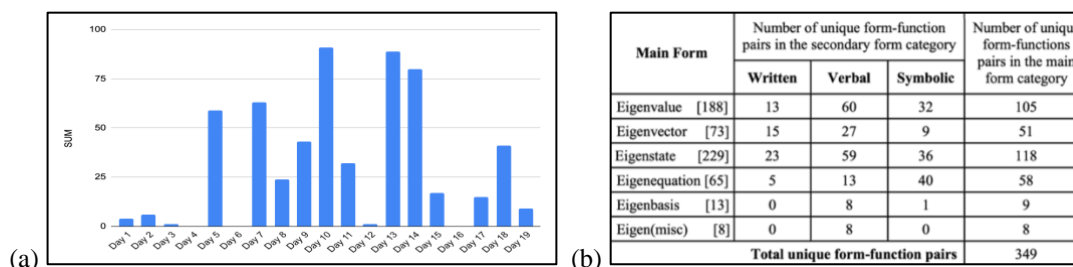 100
75
50
25
0
SUM
Day 1
Day 2
Day 3
Day 4
Day 5
Day 6
Day 7
Day 8
Day 9
Day 10
Day 11
Day 12
Day 13
Day 14
Day 15
Day 16
Day 17
Day 18
Day 19
(a)
(b)
Main Form
Number of unique form-function
pairs in the secondary form category
Number of unique
form-functions
pairs in the main
form category
Written Verbal Symbolic
Eigenvalue [188] 13 60 32 105
Eigenvector [73] 15 27 9 51
Eigenstate [229] 23 59 36 118
Eigenequation [65] 5 13 40 58
Eigenbasis [13] 0 8 1 9
Eigen(misc) [8] 0 8 0 8
Total unique form-function pairs 349